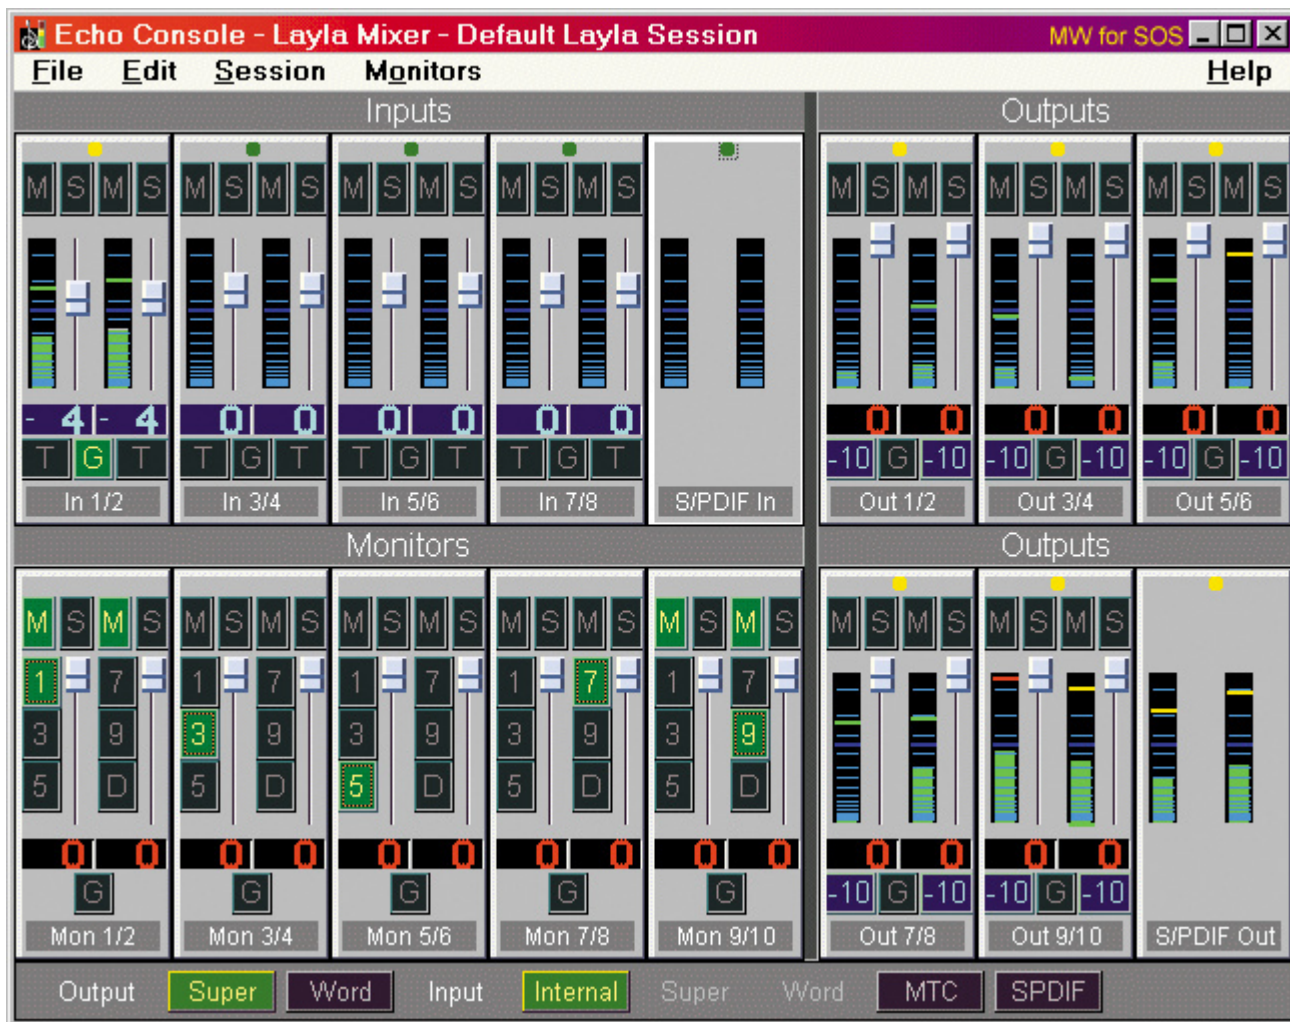 Echo Console - Layla Mixer - Default Layla Session MW for SOS
File Edit Session Monitors Help
Inputs Outputs
M S M S M S M S M S M S M S M S M S M S M S M S M S M S
- 4 - 4 0 0 0 0 0 0 0 0 0 0 0 0
T G T T G T T G T T G T -10 G -10 -10 G -10 -10 G -10
In 1/2 In 3/4 In 5/6 In 7/8 S/PDIF In Out 1/2 Out 3/4 Out 5/6
Monitors Outputs
M S M S M S M S M S M S M S M S M S M S M S M S M S M S
1 7 1 7 1 7 1 7 1 7
3 9 3 9 3 9 3 9 3 9
5 D 5 D 5 D 5 D 5 D
0 0 0 0 0 0 0 0 0 0 0 0 0 0
G G G G G -10 G -10 -10 G -10
Mon 1/2 Mon 3/4 Mon 5/6 Mon 7/8 Mon 9/10 Out 7/8 Out 9/10 S/PDIF Out
Output Super Word Input Internal Super Word MTC SPDIF